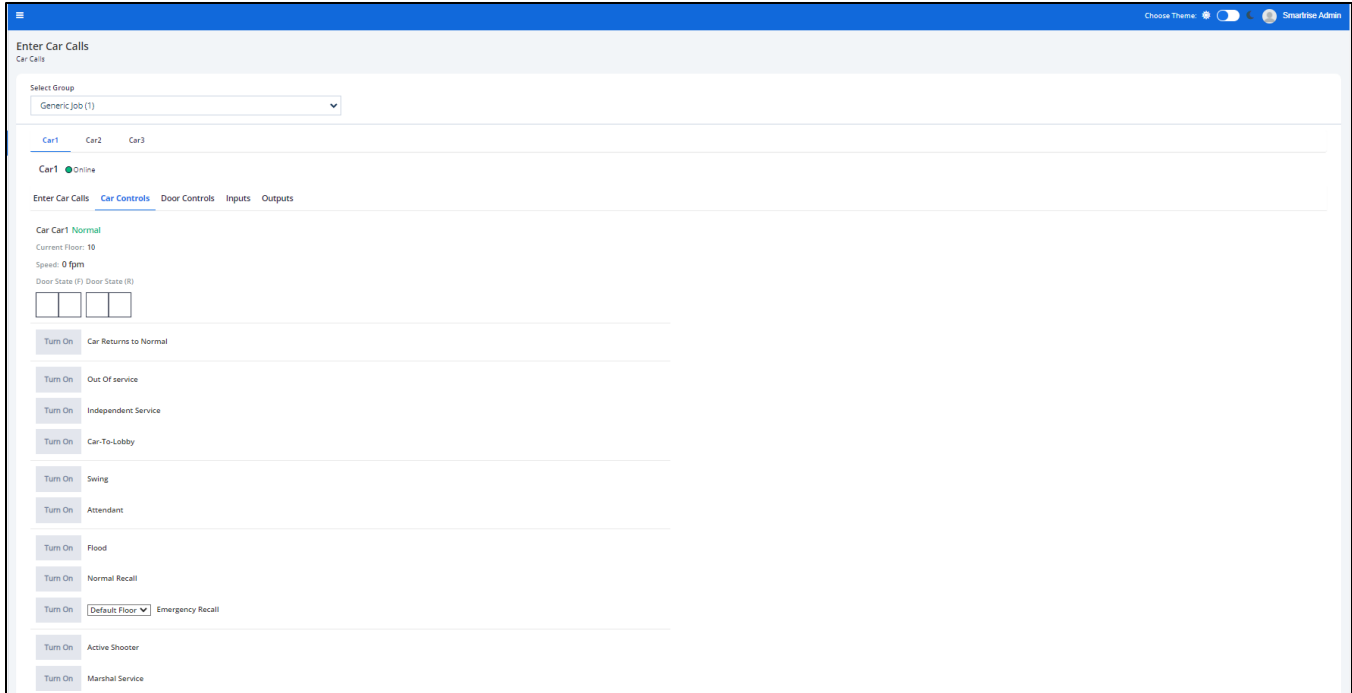 Choose Theme: Smartrise Admin
Enter Car Calls
Car Calls
Select Group
Generic Job (1)
Car1 Car2 Car3
Car1 Online
Enter Car Calls Car Controls Door Controls Inputs Outputs
Car Car1 Normal
Current Floor: 10
Speed: 0 fpm
Door State (F) Door State (R)
Turn On Car Returns to Normal
Turn On Out Of service
Turn On Independent Service
Turn On Car-To-Lobby
Turn On Swing
Turn On Attendant
Turn On Flood
Turn On Normal Recall
Turn On Default Floor Emergency Recall
Turn On Active Shooter
Turn On Marshal Service